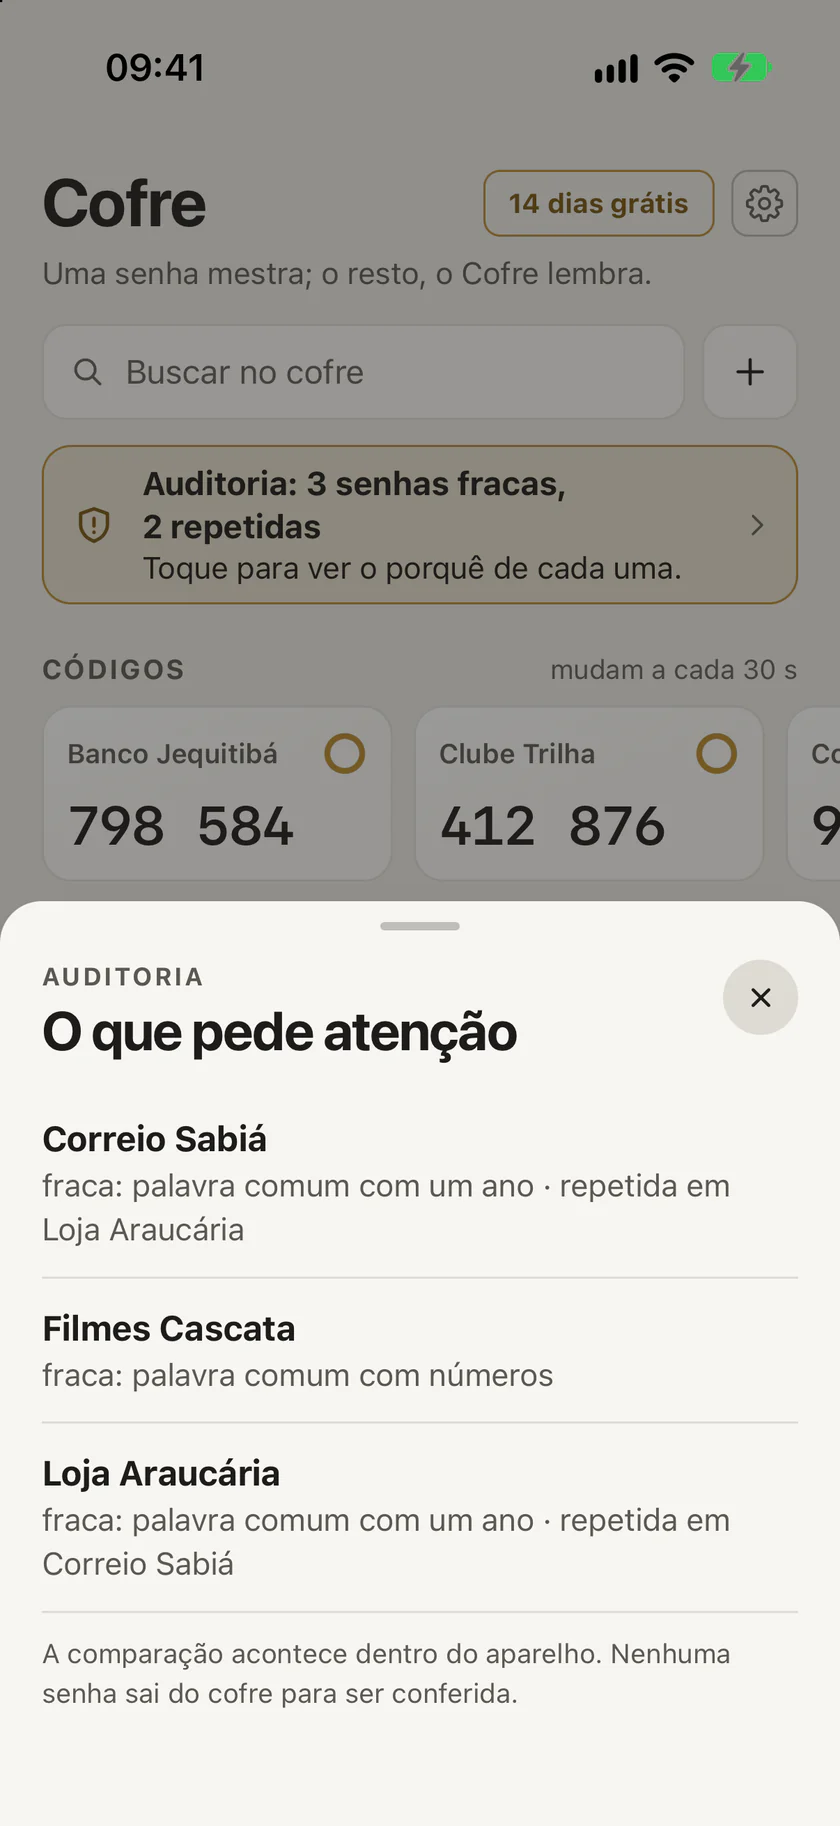 09:41
Cofre
14 dias grátis
Uma senha mestra; o resto, o Cofre lembra.
Buscar no cofre
Auditoria: 3 senhas fracas,
2 repetidas
Toque para ver o porquê de cada uma.
CÓDIGOS
mudam a cada 30 s
Banco Jequitibá
798 584
Clube Trilha
412 876
Co
9
AUDITORIA
O que pede atenção
Correio Sabiá
fraca: palavra comum com um ano · repetida em
Loja Araucária
Filmes Cascata
fraca: palavra comum com números
Loja Araucária
fraca: palavra comum com um ano · repetida em
Correio Sabiá
A comparação acontece dentro do aparelho. Nenhuma
senha sai do cofre para ser conferida.